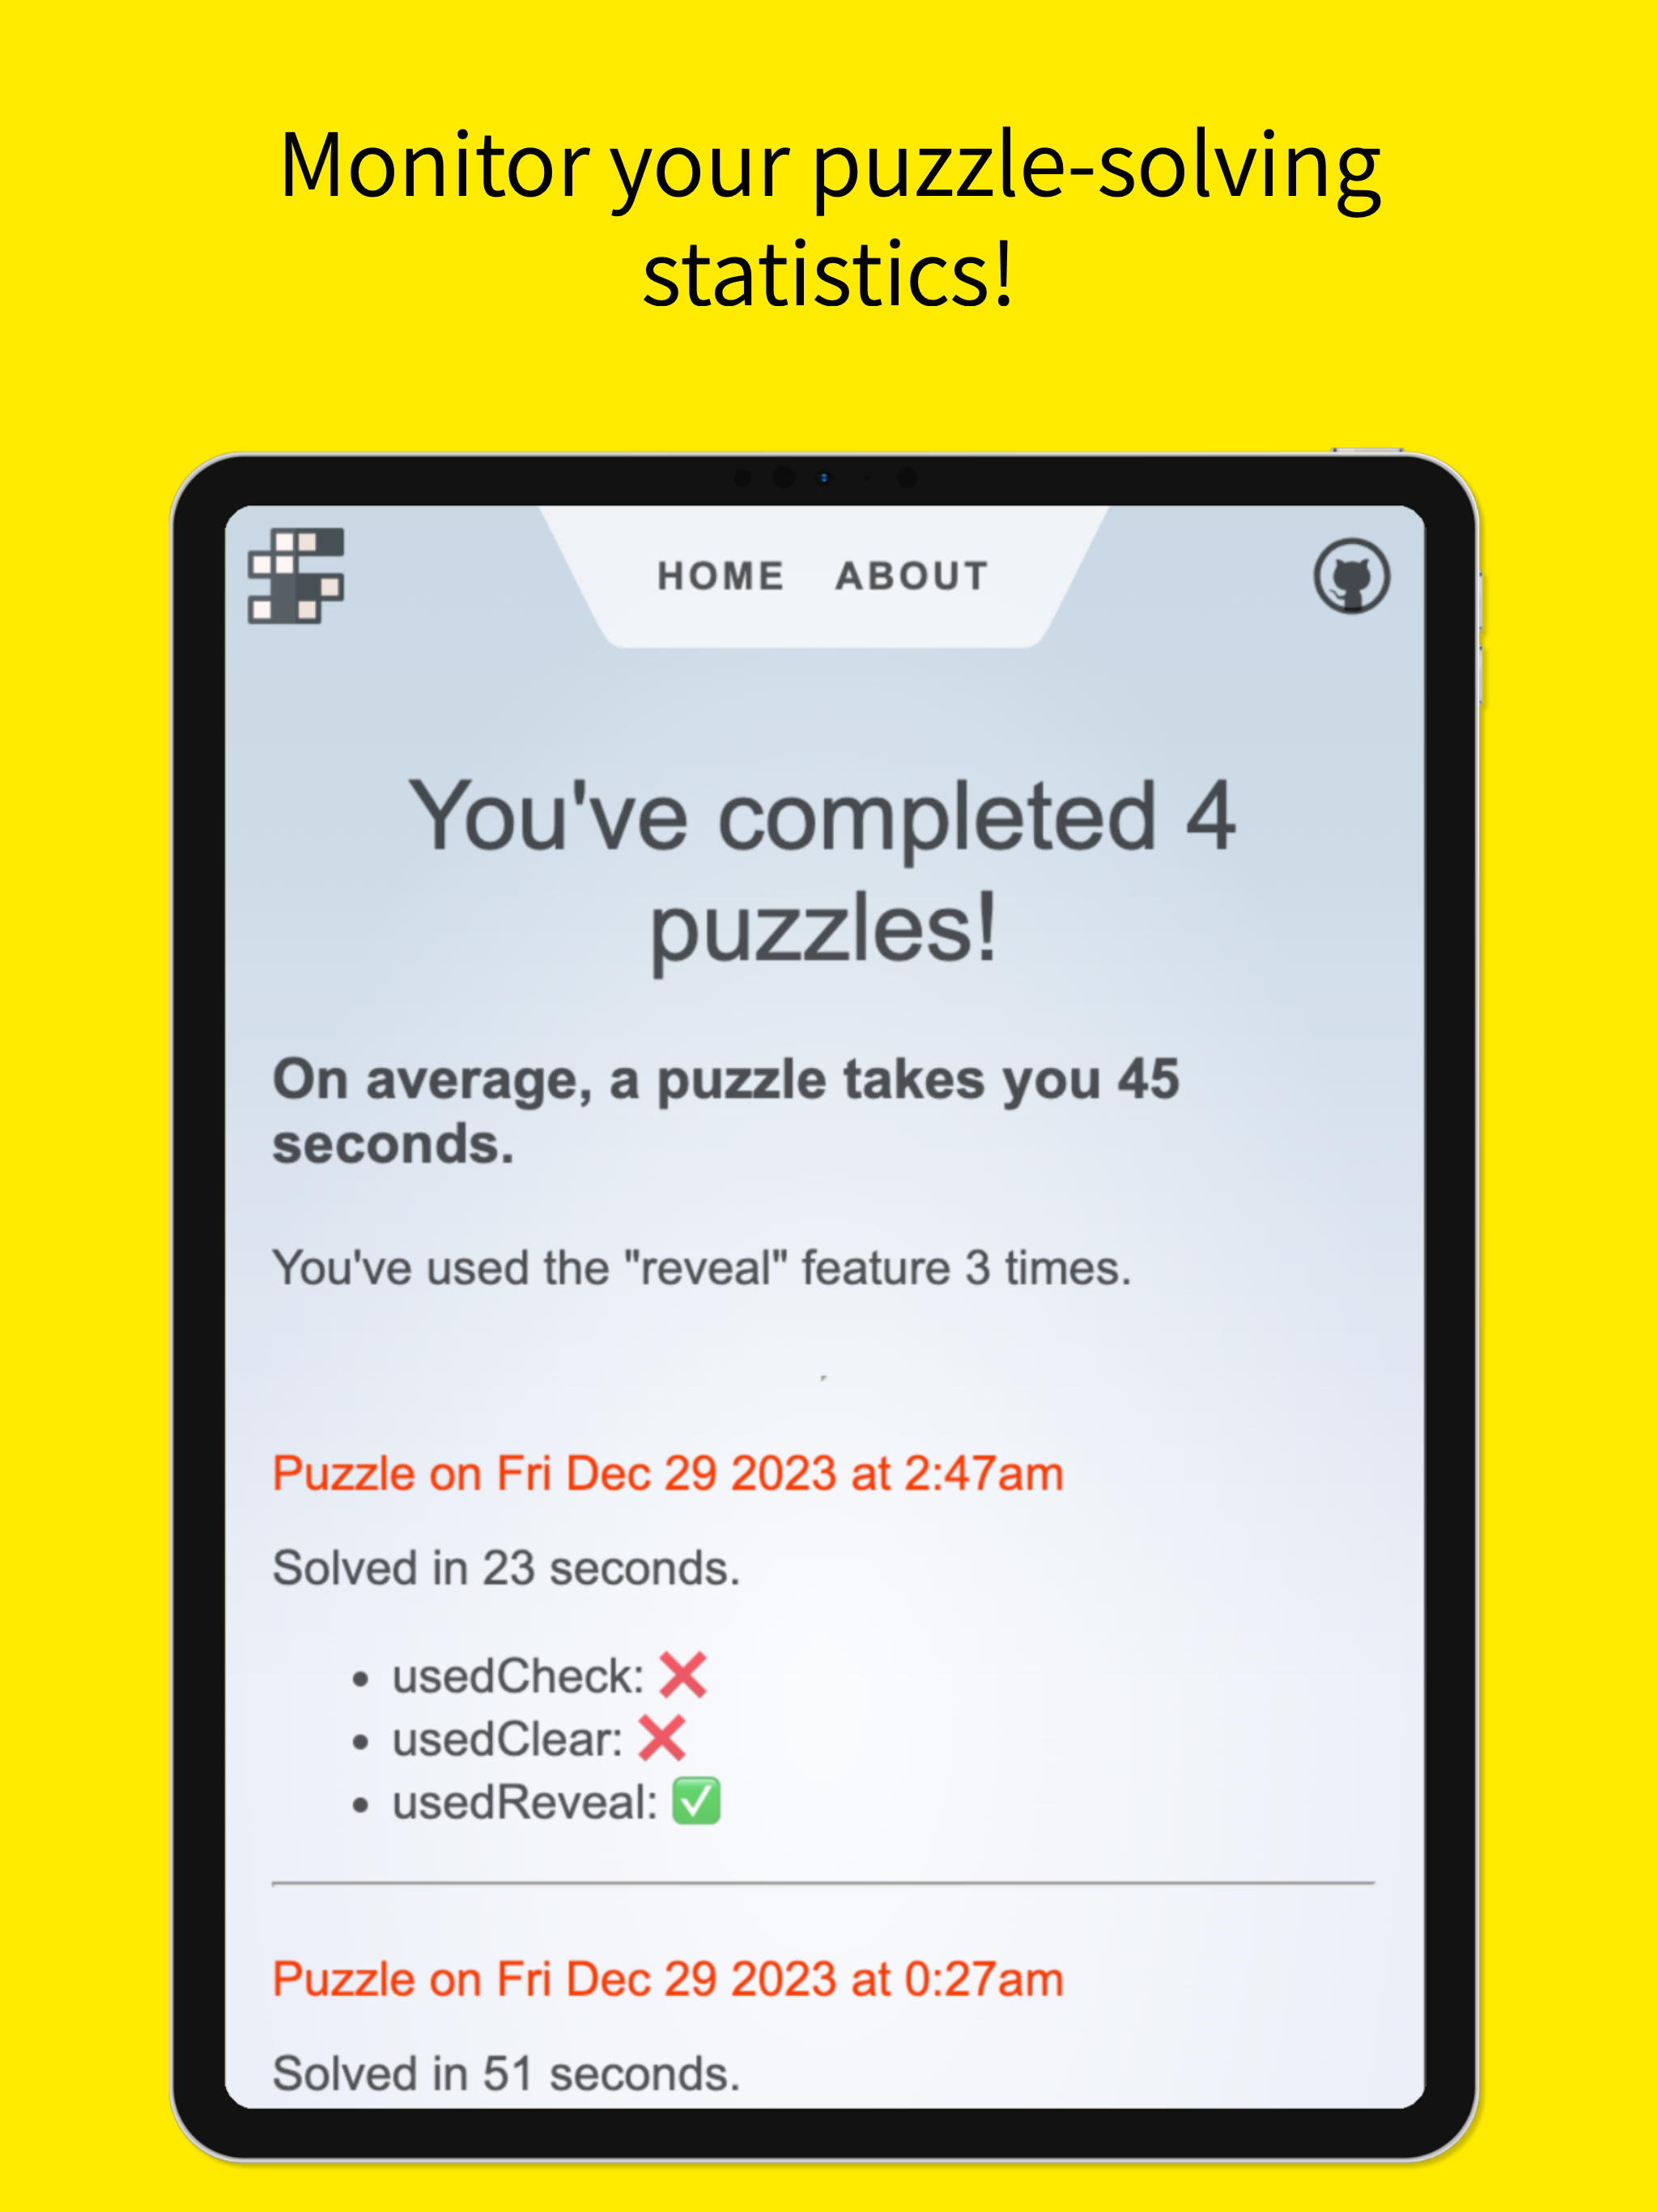 Monitor your puzzle-solving
statistics!
HOME ABOUT
You've completed 4
puzzles!
On average, a puzzle takes you 45
seconds.
You've used the "reveal" feature 3 times.
Puzzle on Fri Dec 29 2023 at 2:47am
Solved in 23 seconds.
• usedCheck: ❌
• usedClear: ❌
• usedReveal: ✅
Puzzle on Fri Dec 29 2023 at 0:27am
Solved in 51 seconds.